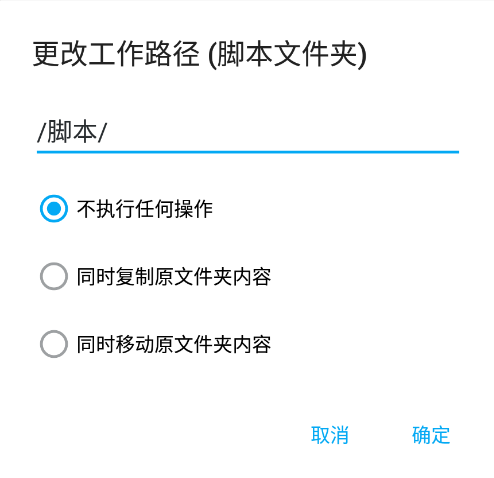 更改工作路径 (脚本文件夹)
/脚本/
不执行任何操作
同时复制原文件夹内容
同时移动原文件夹内容
取消 确定